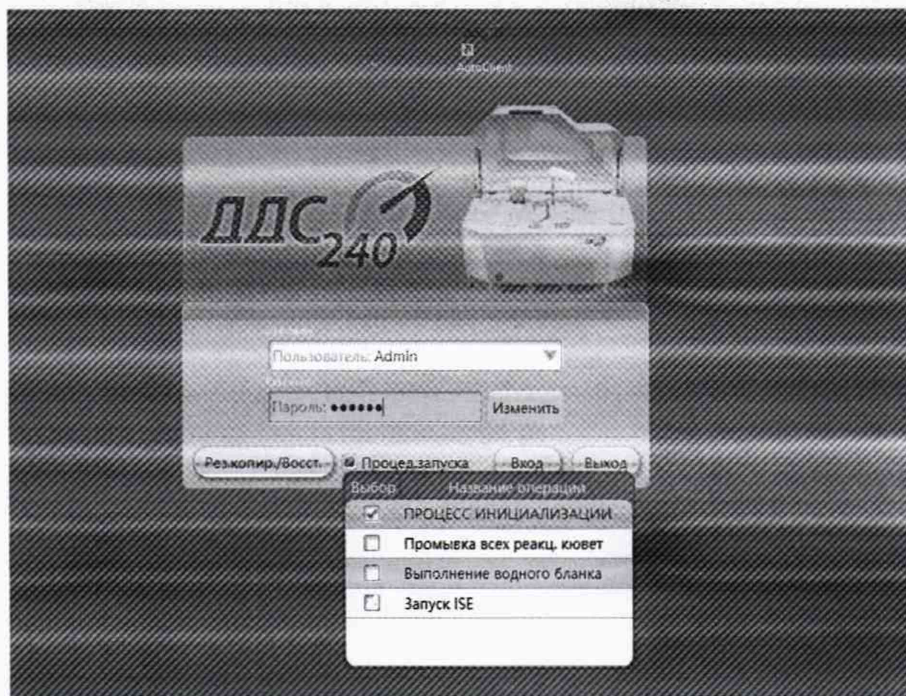 AutoClient
ДДС 240
Пользователь: Admin
Пароль: ●●●●●●
Изменить
Рез.копир./Восст.
Процед.запуска
Вход
Выход
Выбор Название операции
ПРОЦЕСС ИНИЦИАЛИЗАЦИИ
Промывка всех реакц. кювет
Выполнение водного бланка
Запуск ISE